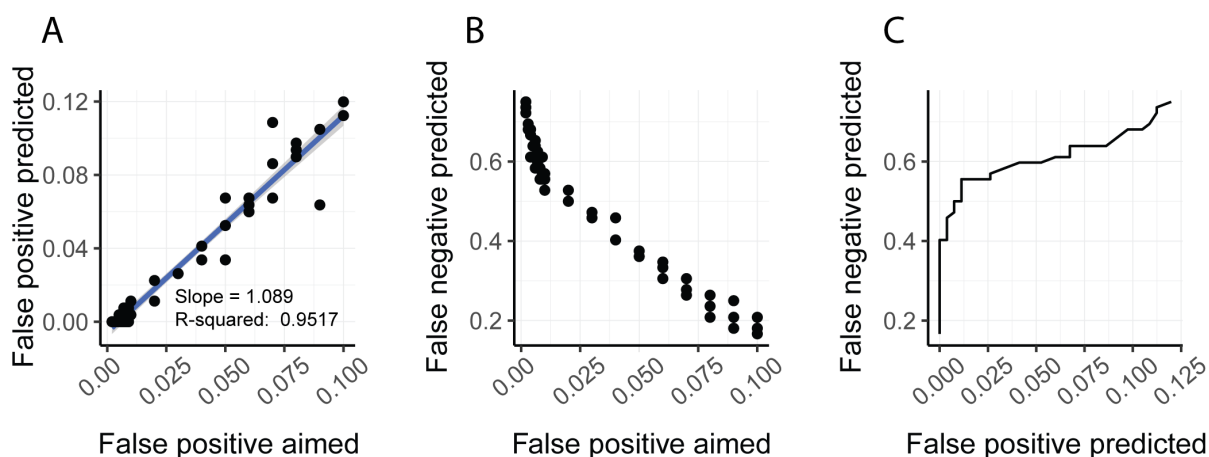 A
False positive predicted
0.12
0.08
0.04
0.00
Slope = 1.089
R-squared: 0.9517
0.00
0.025
0.050
0.075
0.100
False positive aimed
B
False negative predicted
0.6
0.4
0.2
0.00
0.025
0.050
0.075
0.100
False positive aimed
C
False negative predicted
0.6
0.4
0.2
0.000
0.025
0.050
0.075
0.100
0.125
False positive predicted